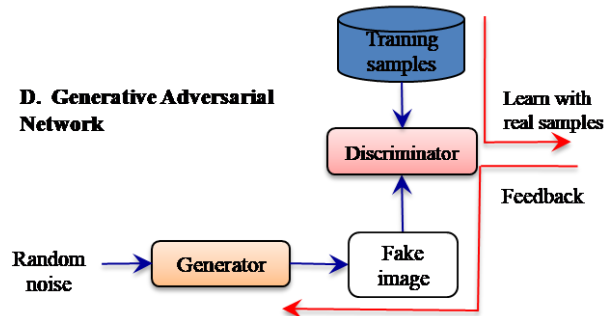 Training
samples
D. Generative Adversarial
Network
Learn with
real samples
Discriminator
Feedback
Random
noise
Generator
Fake
image